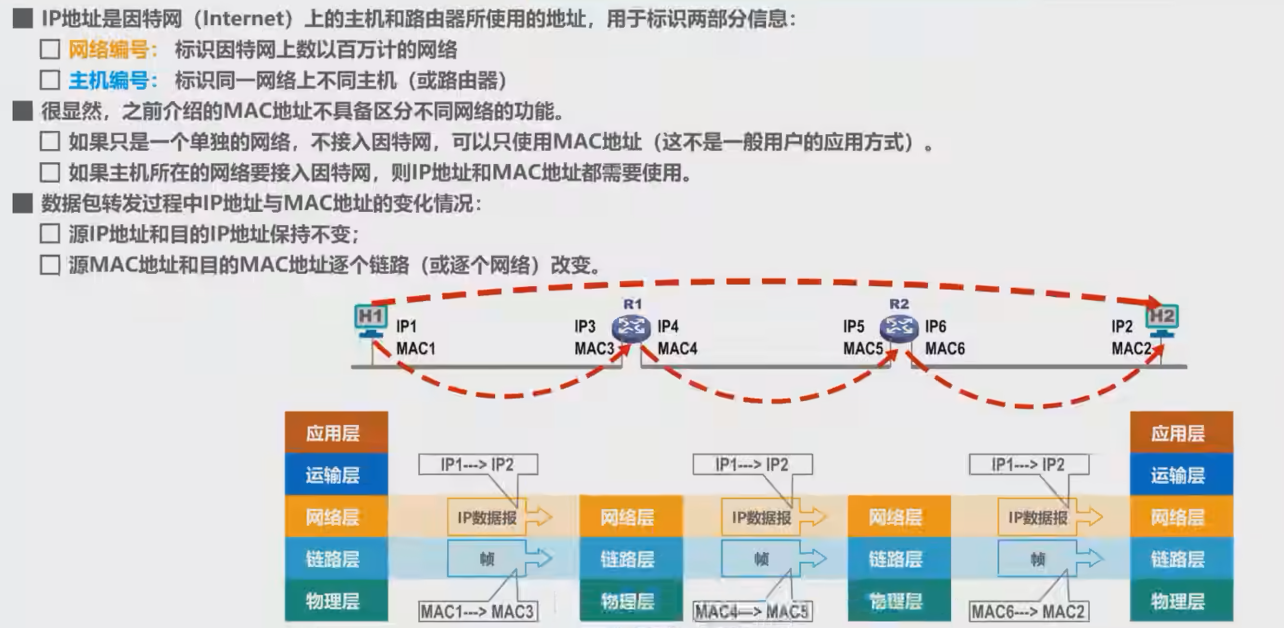 IP地址是因特网（Internet）上的主机和路由器所使用的地址，用于标识两部分信息：
网络编号： 标识因特网上数以百万计的网络
主机编号： 标识同一网络上不同主机（或路由器）
很显然，之前介绍的MAC地址不具备区分不同网络的功能。
如果只是一个单独的网络，不接入因特网，可以只使用MAC地址（这不是一般用户的应用方式）。
如果主机所在的网络要接入因特网，则IP地址和MAC地址都需要使用。
数据包转发过程中IP地址与MAC地址的变化情况：
源IP地址和目的IP地址保持不变；
源MAC地址和目的MAC地址逐个链路（或逐个网络）改变。
R1 R2
H1 H2
IP1 IP3 IP4 IP5 IP6 IP2
MAC1 MAC3 MAC4 MAC5 MAC6 MAC2
应用层 应用层
IP1---> IP2 IP1---> IP2 IP1---> IP2
运输层 运输层
网络层 IP数据报 网络层 IP数据报 网络层 IP数据报 网络层
链路层 帧 链路层 帧 链路层 帧 链路层
物理层 MAC1---> MAC3 物理层 MAC4---> MAC5 物理层 MAC6---> MAC2 物理层